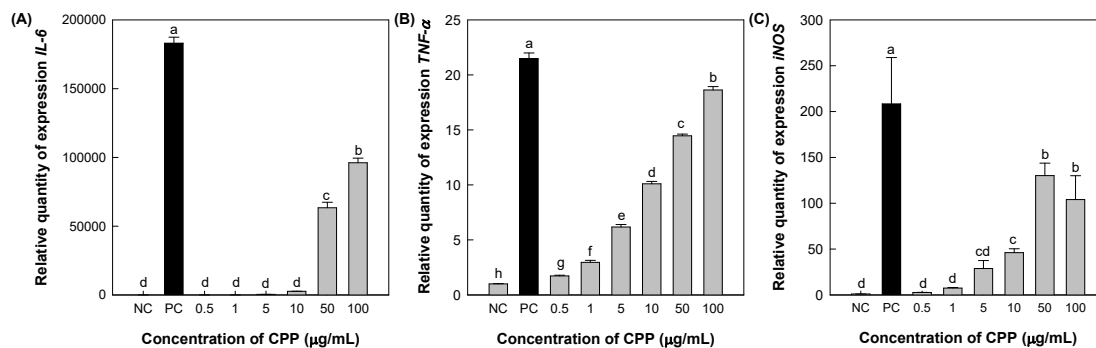 (A)
Relative quantity of expression IL-6
200000
150000
100000
50000
0
a
b
c
d d d d d
NC PC 0.5 1 5 10 50 100
Concentration of CPP (µg/mL)
(B)
Relative quantity of expression TNF-α
25
20
15
10
5
0
h a g f e d c b
NC PC 0.5 1 5 10 50 100
Concentration of CPP (µg/mL)
(C)
Relative quantity of expression iNOS
300
250
200
150
100
50
0
d a d d cd c b b
NC PC 0.5 1 5 10 50 100
Concentration of CPP (µg/mL)